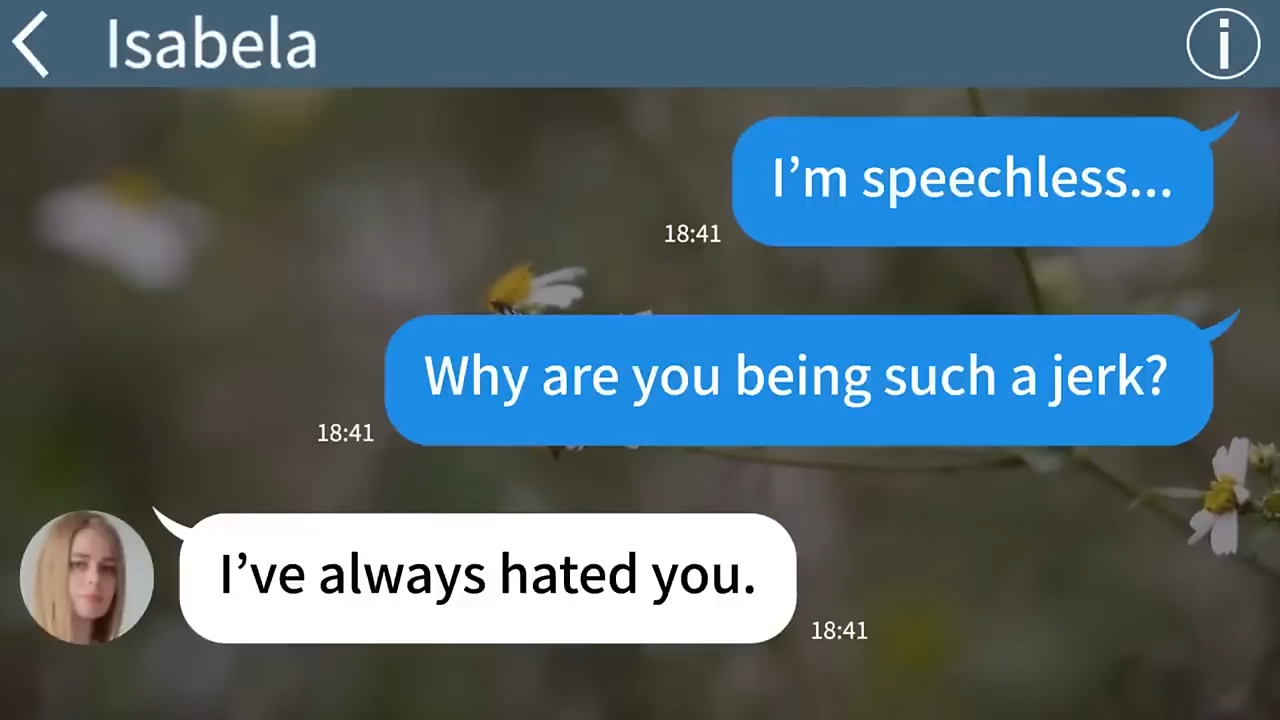 Isabela
I’m speechless...
18:41
Why are you being such a jerk?
18:41
I’ve always hated you.
18:41